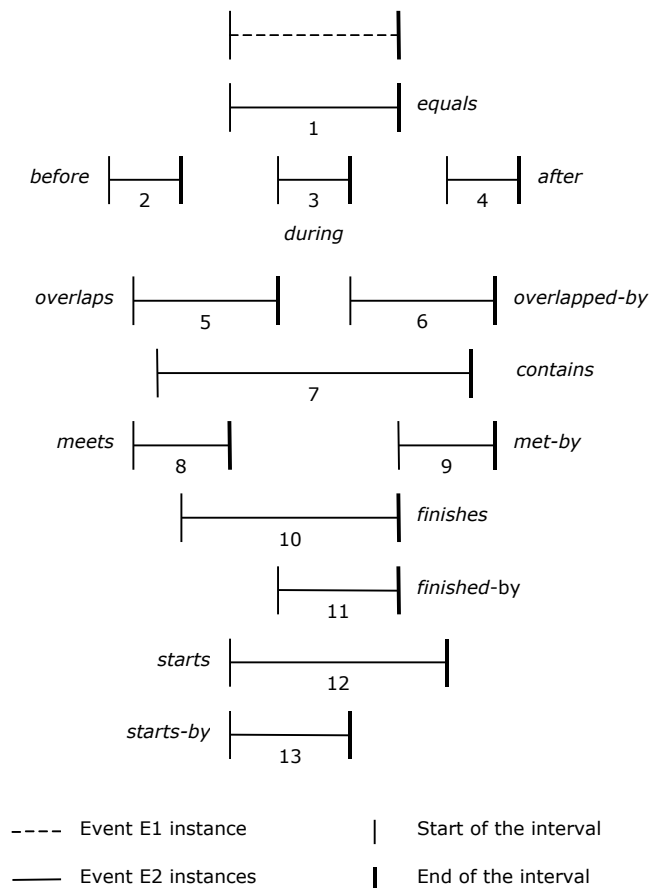 equals
1
before 2 3 4 after
during
overlaps 5 6 overlapped-by
7 contains
meets 8 9 met-by
10 finishes
11 finished-by
starts 12
starts-by 13
Event E1 instance Start of the interval
Event E2 instances End of the interval